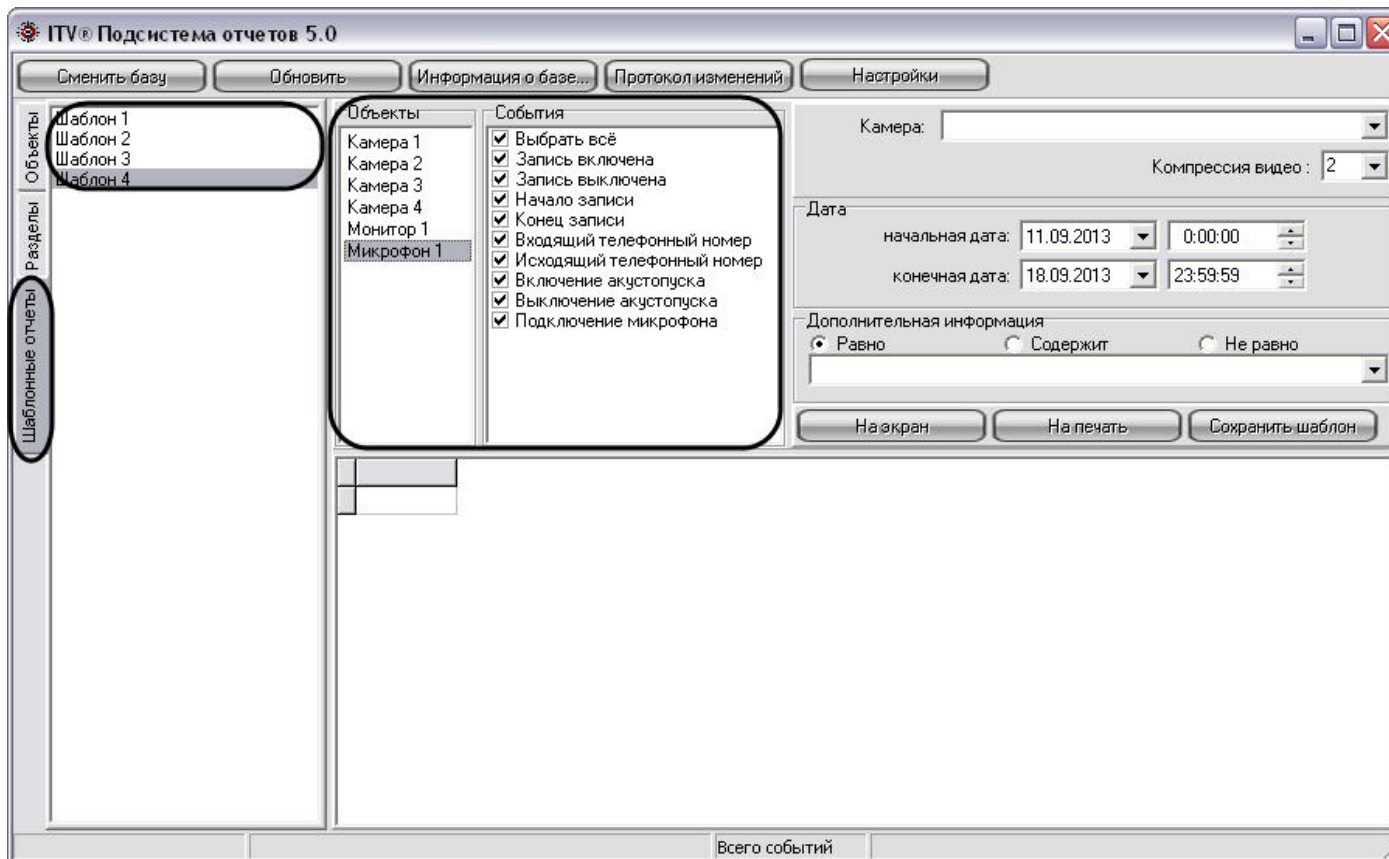 ITV® Подсистема отчетов 5.0
Сменить базу Обновить Информация о базе... Протокол изменений Настройки
Объекты
Разделы
Шаблонные отчеты
Шаблон 1
Шаблон 2
Шаблон 3
Шаблон 4
Объекты
Камера 1
Камера 2
Камера 3
Камера 4
Монитор 1
Микрофон 1
События
Выбрать всё
Запись включена
Запись выключена
Начало записи
Конец записи
Входящий телефонный номер
Исходящий телефонный номер
Включение акустопуска
Выключение акустопуска
Подключение микрофона
Камера:
Компрессия видео : 2
Дата
начальная дата: 11.09.2013 0:00:00
конечная дата: 18.09.2013 23:59:59
Дополнительная информация
Равно Содержит Не равно
На экран На печать Сохранить шаблон
Всего событий